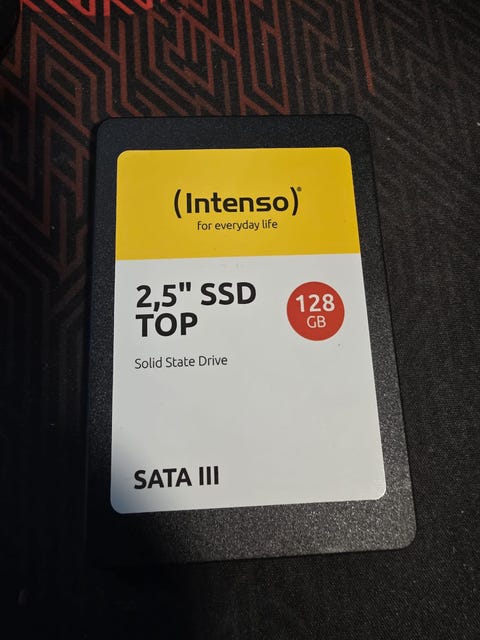 (Intenso)®
for everyday life
2,5" SSD
TOP
128
GB
Solid State Drive
SATA III